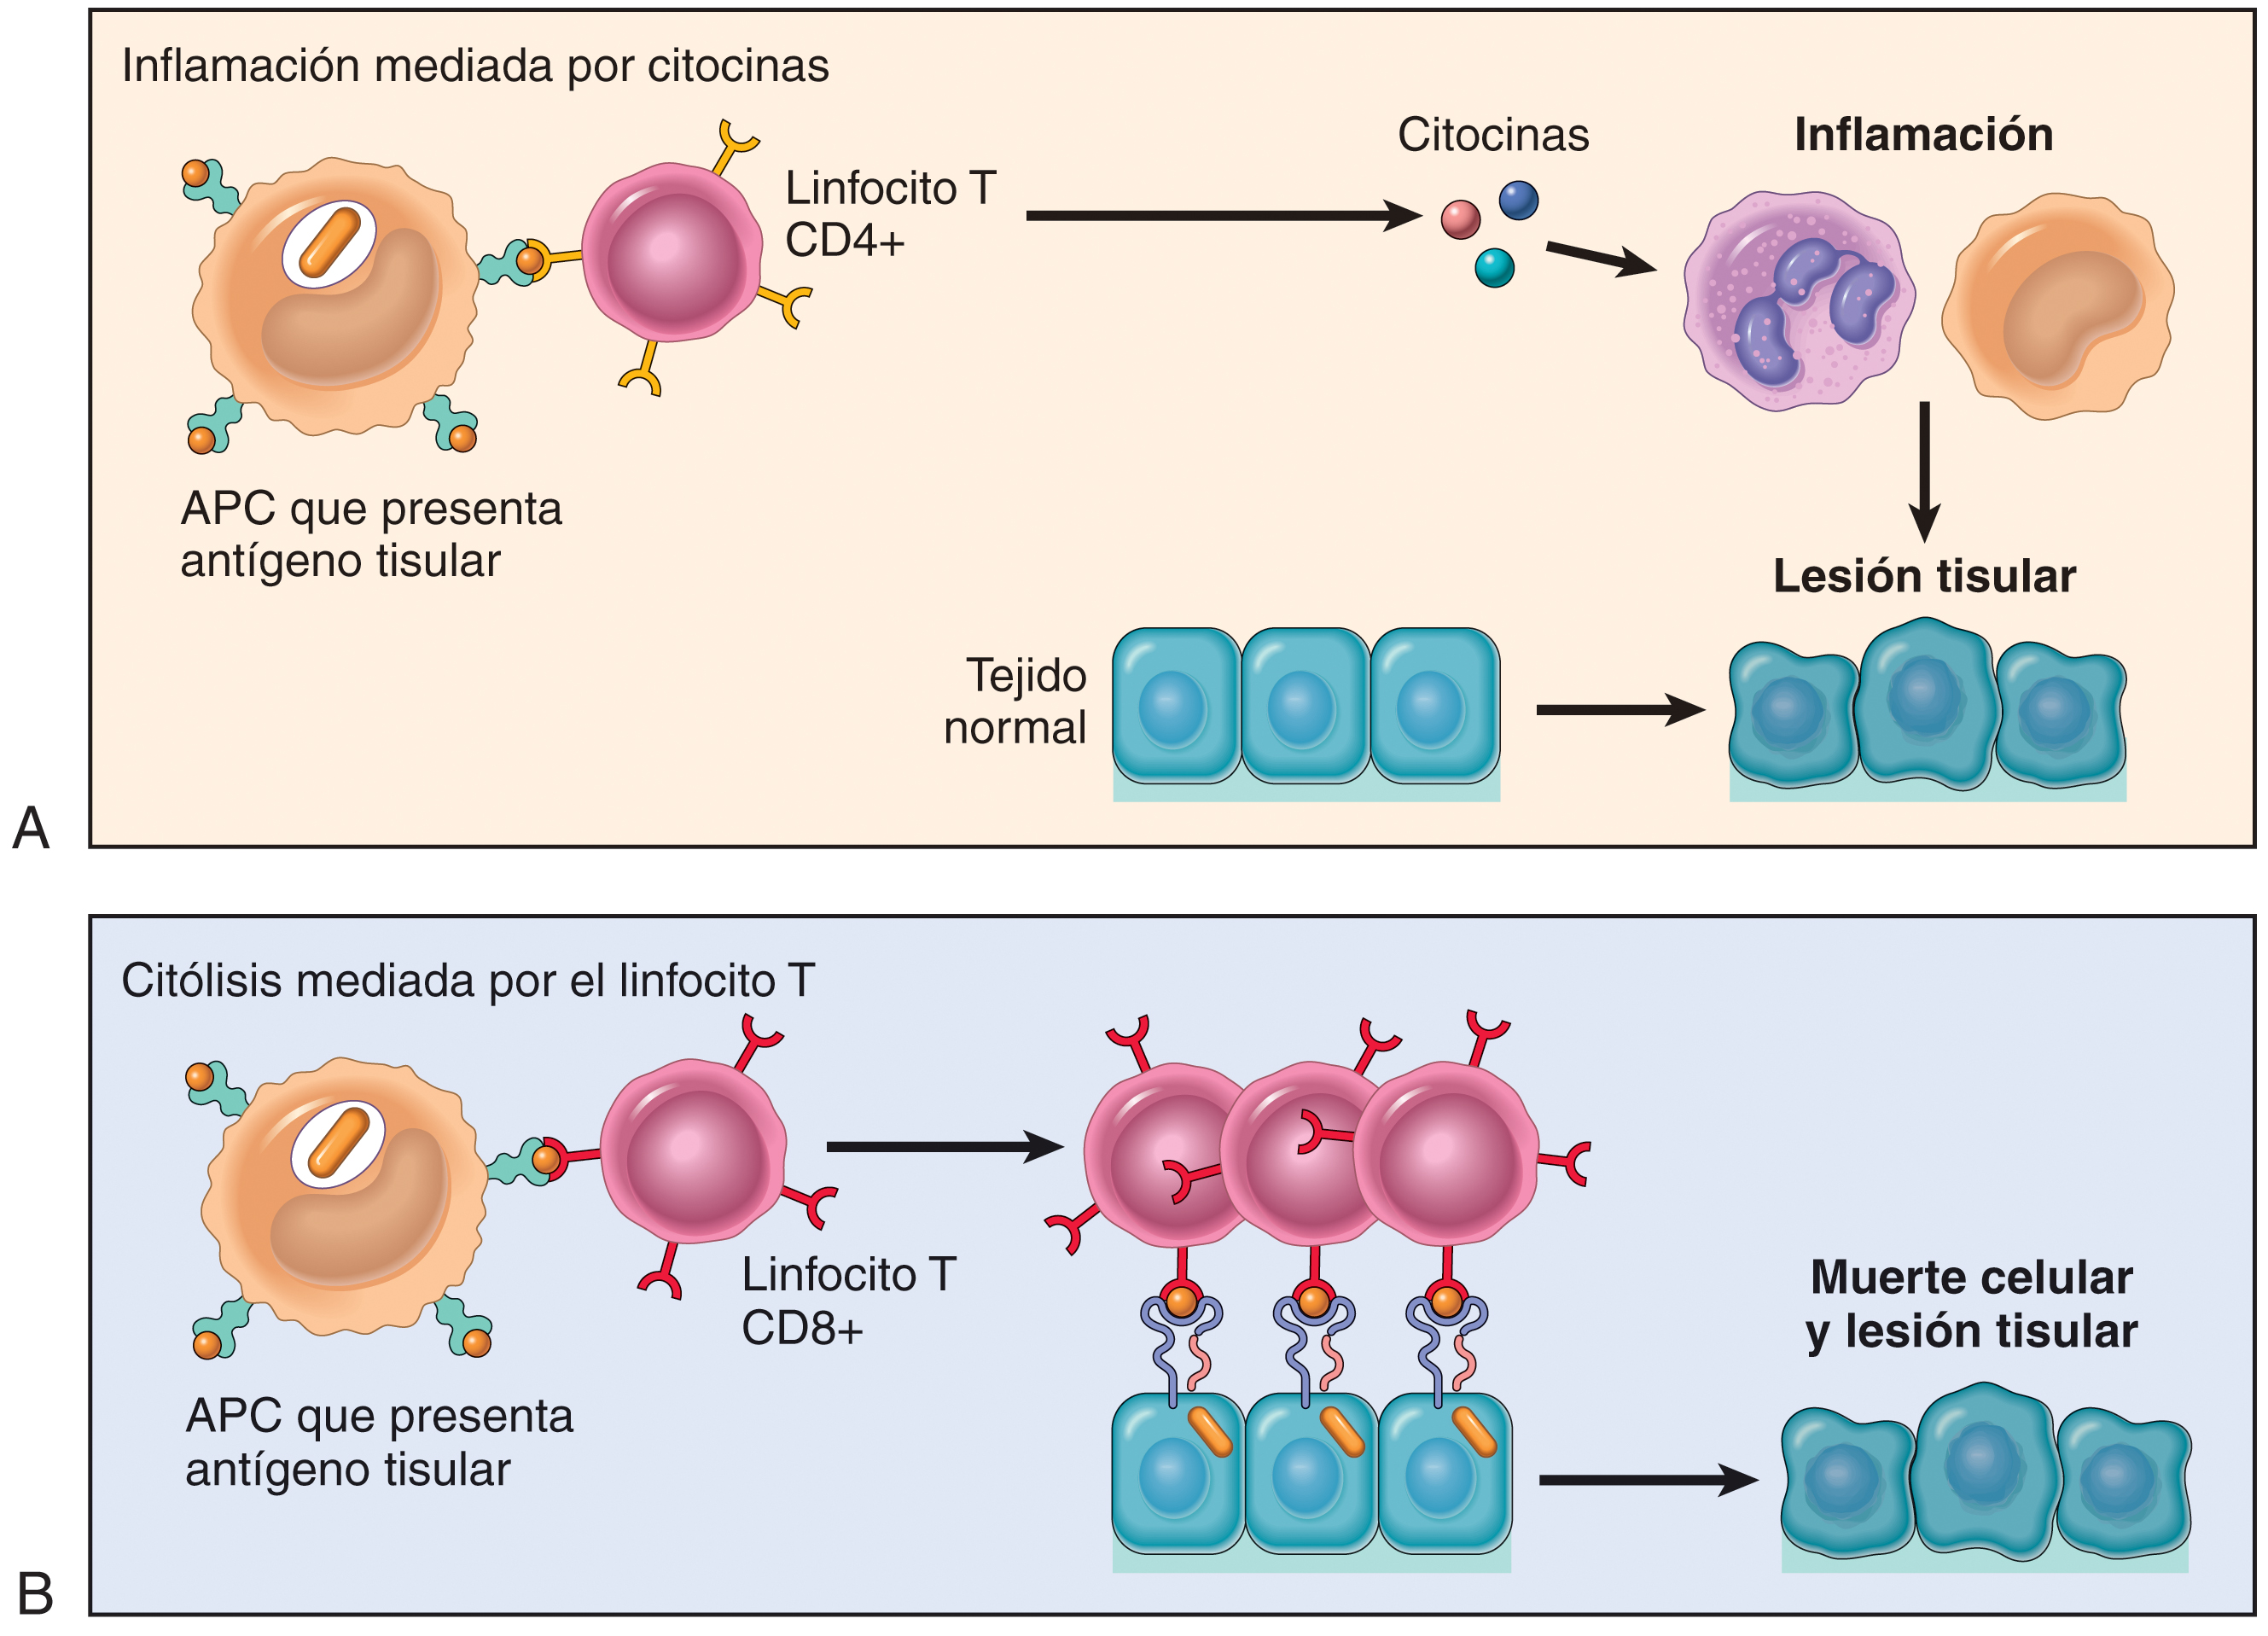 Inflamación mediada por citocinas
Linfocito T
CD4+
Citocinas
Inflamación
APC que presenta
antígeno tisular
Lesión tisular
Tejido
normal
A
Citólisis mediada por el linfocito T
Linfocito T
CD8+
APC que presenta
antígeno tisular
Muerte celular
y lesión tisular
B